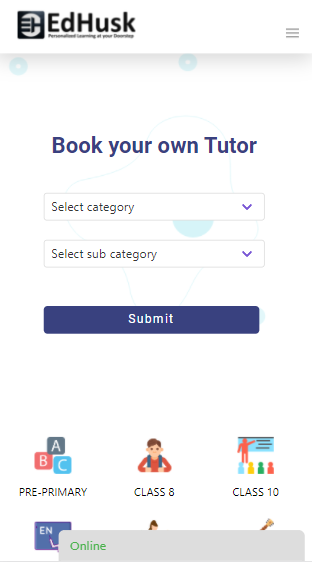 EdHusk
Personalised Learning at your Doorstep
Book your own Tutor
Select category
Select sub category
Submit
A
B
C
PRE-PRIMARY
CLASS 8
CLASS 10
EN
Online